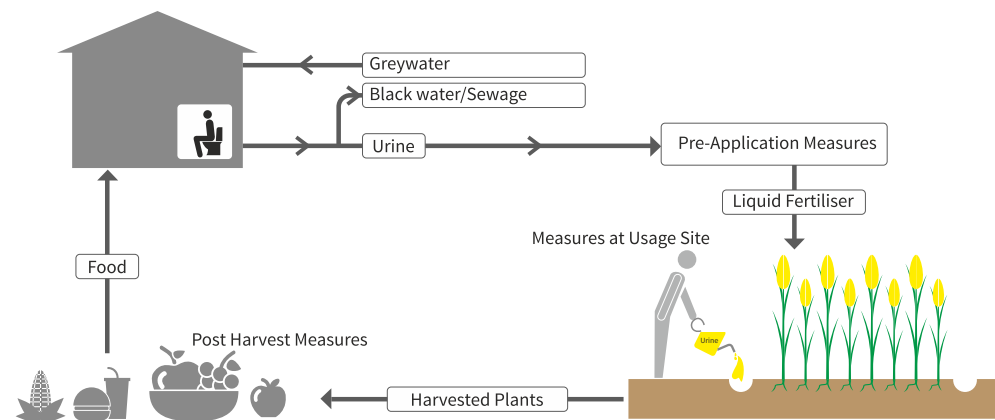 Greywater
Black water/Sewage
Urine
Pre-Application Measures
Liquid Fertiliser
Measures at Usage Site
Food
Urine
Post Harvest Measures
Harvested Plants